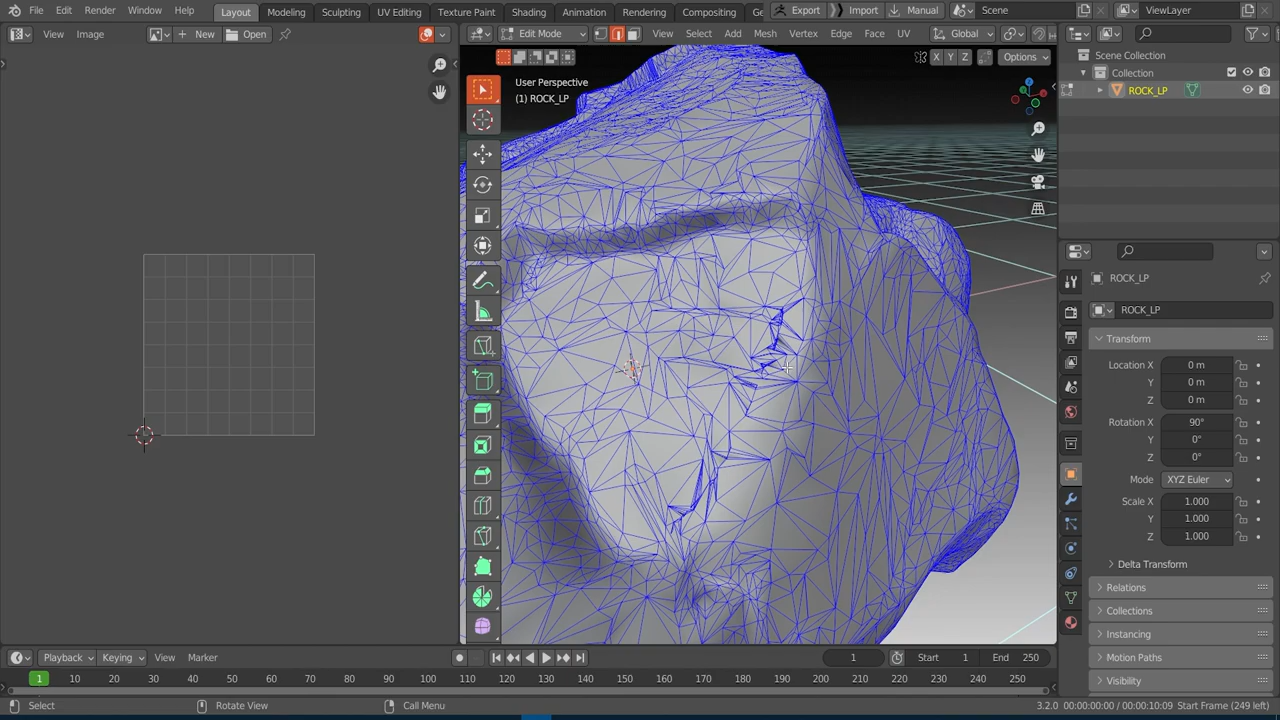 File Edit Render Window Help Layout Modeling Sculpting UV Editing Texture Paint Shading Animation Rendering Compositing Ge Export Import Manual Scene ViewLayer
View Image New Open Edit Mode View Select Add Mesh Vertex Edge Face UV Global
X Y Z Options
User Perspective
(1) ROCK_LP
Scene Collection
Collection
ROCK_LP
ROCK_LP
ROCK_LP
Transform
Location X 0 m
Y 0 m
Z 0 m
Rotation X 90°
Y 0°
Z 0°
Mode XYZ Euler
Scale X 1.000
Y 1.000
Z 1.000
Delta Transform
Relations
Collections
Instancing
Motion Paths
Visibility
Playback Keying View Marker 1 Start 1 End 250
1 10 20 30 40 50 60 70 80 90 100 110 120 130 140 150 160 170 180 190 200 210 220 230 240 250
Select Rotate View Call Menu 3.2.0 00:00:00:00 / 00:00:10:09 Start Frame (249 left)